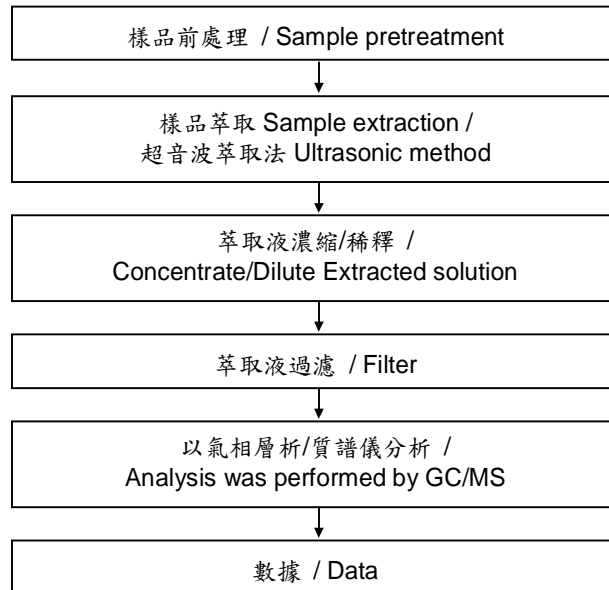 樣品前處理 / Sample pretreatment
樣品萃取 Sample extraction /
超音波萃取法 Ultrasonic method
萃取液濃縮/稀釋 /
Concentrate/Dilute Extracted solution
萃取液過濾 / Filter
以氣相層析/質譜儀分析 /
Analysis was performed by GC/MS
數據 / Data